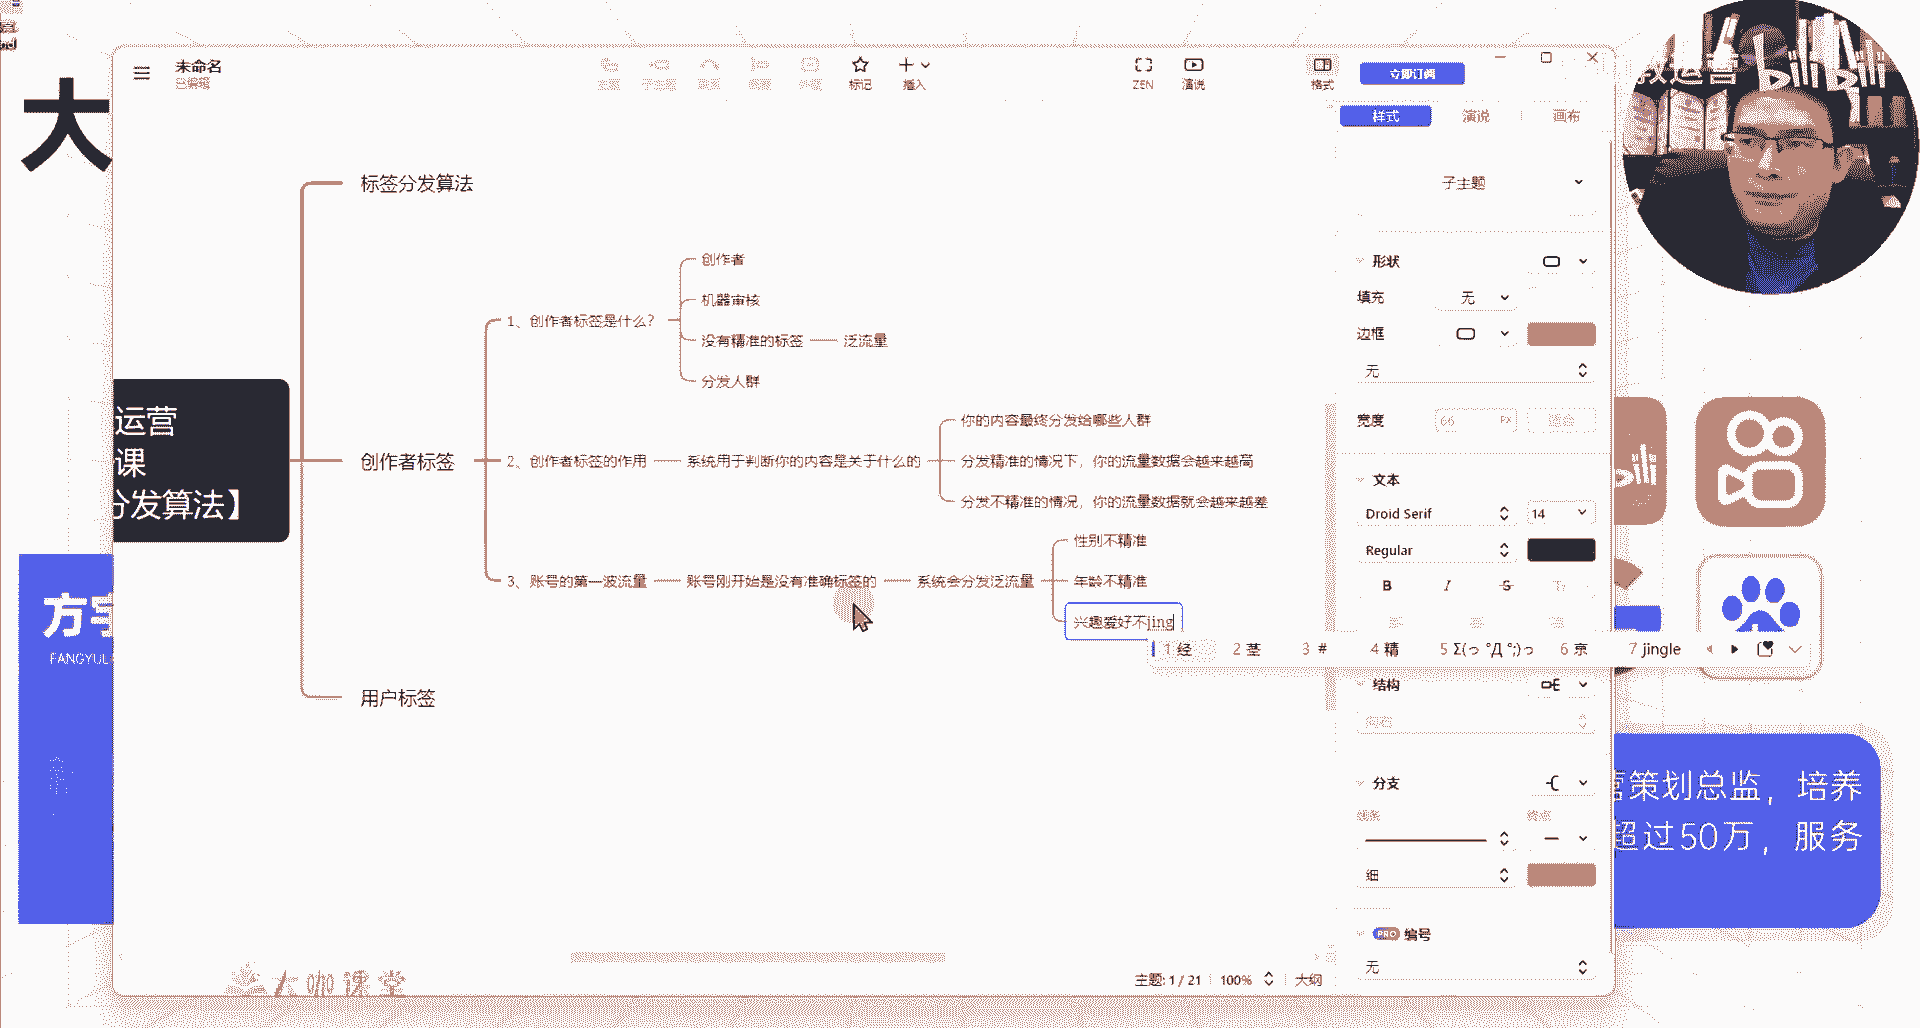 大
未命名
已编辑
标记
插入
ZEN
演说
格式
立即订阅
教运营
bilibili
样式
演说
画布
标签分发算法
子主题
创作者
形状
机器审核
填充
无
1、创作者标签是什么?
没有精准的标签
泛流量
边框
分发人群
无
运营
课
分发算法】
创作者标签
2、创作者标签的作用
系统用于判断你的内容是关于什么的
你的内容最终分发给哪些人群
分发精准的情况下，你的流量数据会越来越高
分发不精准的情况，你的流量数据就会越来越差
宽度
66
PX
文本
Droid Serif
14
Regular
B
I
S
3、账号的第一波流量
账号刚开始是没有准确标签的
系统会分发泛流量
性别不精准
年龄不精准
兴趣爱好不jing
1 经
2 茎
3 #
4 精
5 Σ(っ °Д °;)っ
6 京
7 jingle
方宇
FANGYU
用户标签
结构
分支
线条
终点
细
PRO
编号
无
营策划总监，培养
超过50万，服务
大咖课堂
主题: 1 / 21
100%
大纲